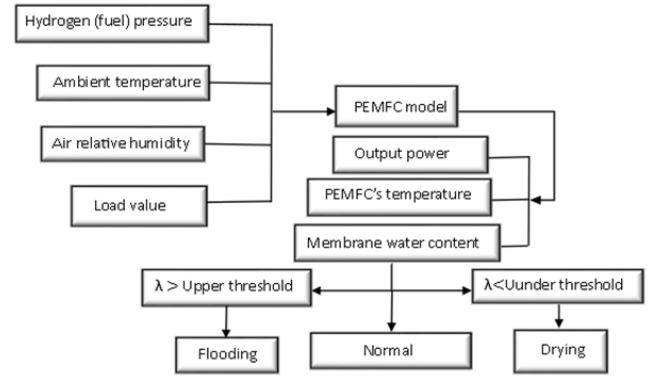 Hydrogen (fuel) pressure
Ambient temperature
Air relative humidity
Load value
PEMFC model
Output power
PEMFC's temperature
Membrane water content
λ > Upper threshold
λ<Uunder threshold
Flooding
Normal
Drying